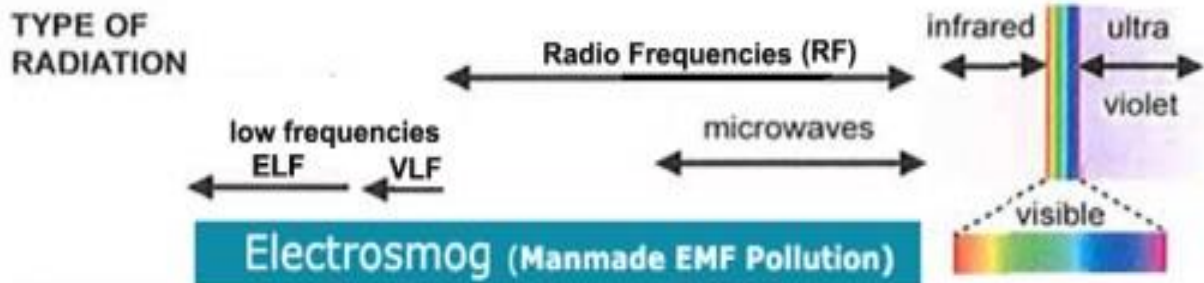 TYPE OF
RADIATION
Radio Frequencies (RF)
infrared
ultra
violet
low frequencies
ELF
VLF
microwaves
visible
Electrosmog (Manmade EMF Pollution)